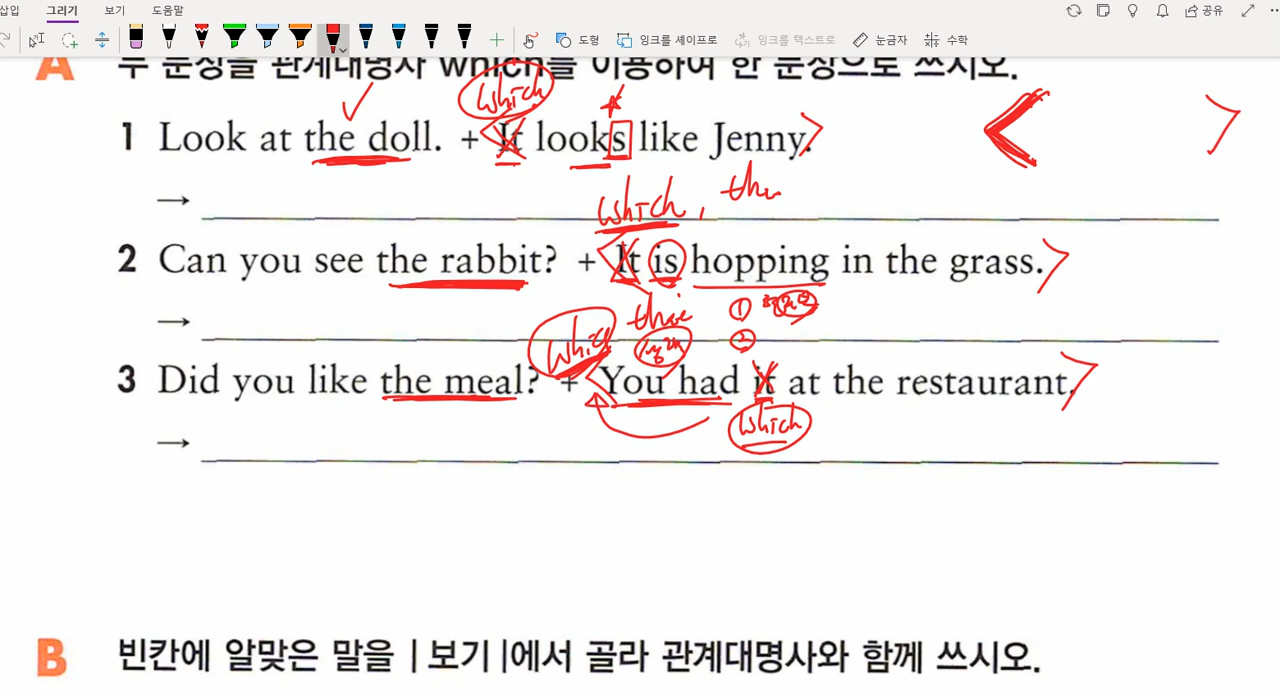 삽입 그리기 보기 도움말
공유
도형 잉크를 셰이프로 잉크를 텍스트로 눈금자 수학
A 두 문장을 관계대명사 which를 이용하여 한 문장으로 쓰시오.
which
1 Look at the doll. + It looks like Jenny.
→
which,
2 Can you see the rabbit? + It is hopping in the grass.
①
→
②
3 Did you like the meal? + You had it at the restaurant.
which
→
B 빈칸에 알맞은 말을 | 보기 |에서 골라 관계대명사와 함께 쓰시오.